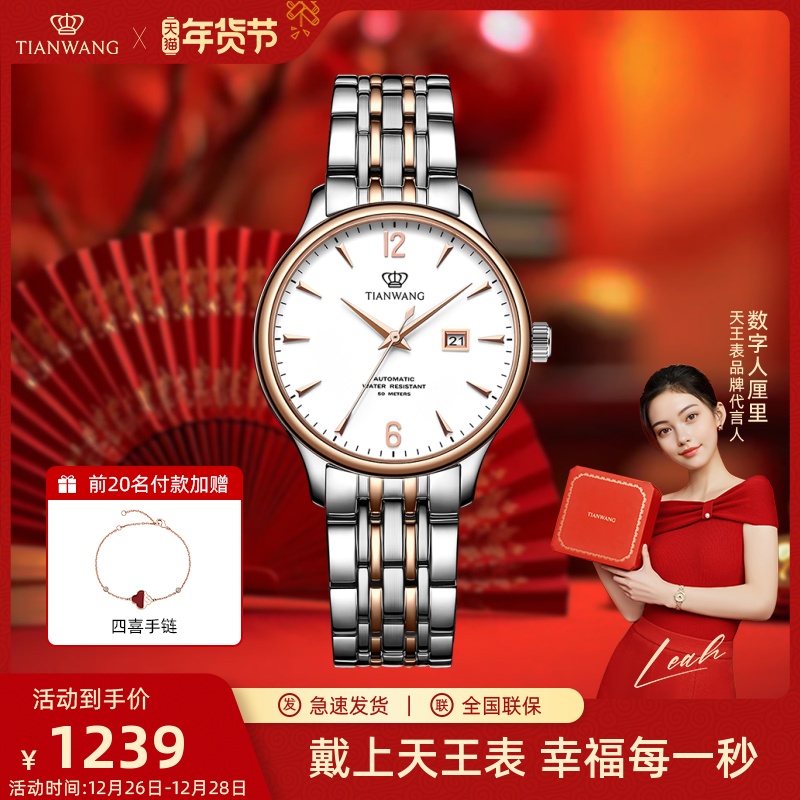 TIANWANG X 天猫 年货节
12
TIANWANG
21
AUTOMATIC
WATER RESISTANT
50 METERS
6
数字人厘里
天王表品牌代言人
TIANWANG
Leah
前20名付款加赠
四喜手链
活动到手价
¥1239
活动时间:12月26日-12月28日
发 急速发货 | 联 全国联保
戴上天王表 幸福每一秒